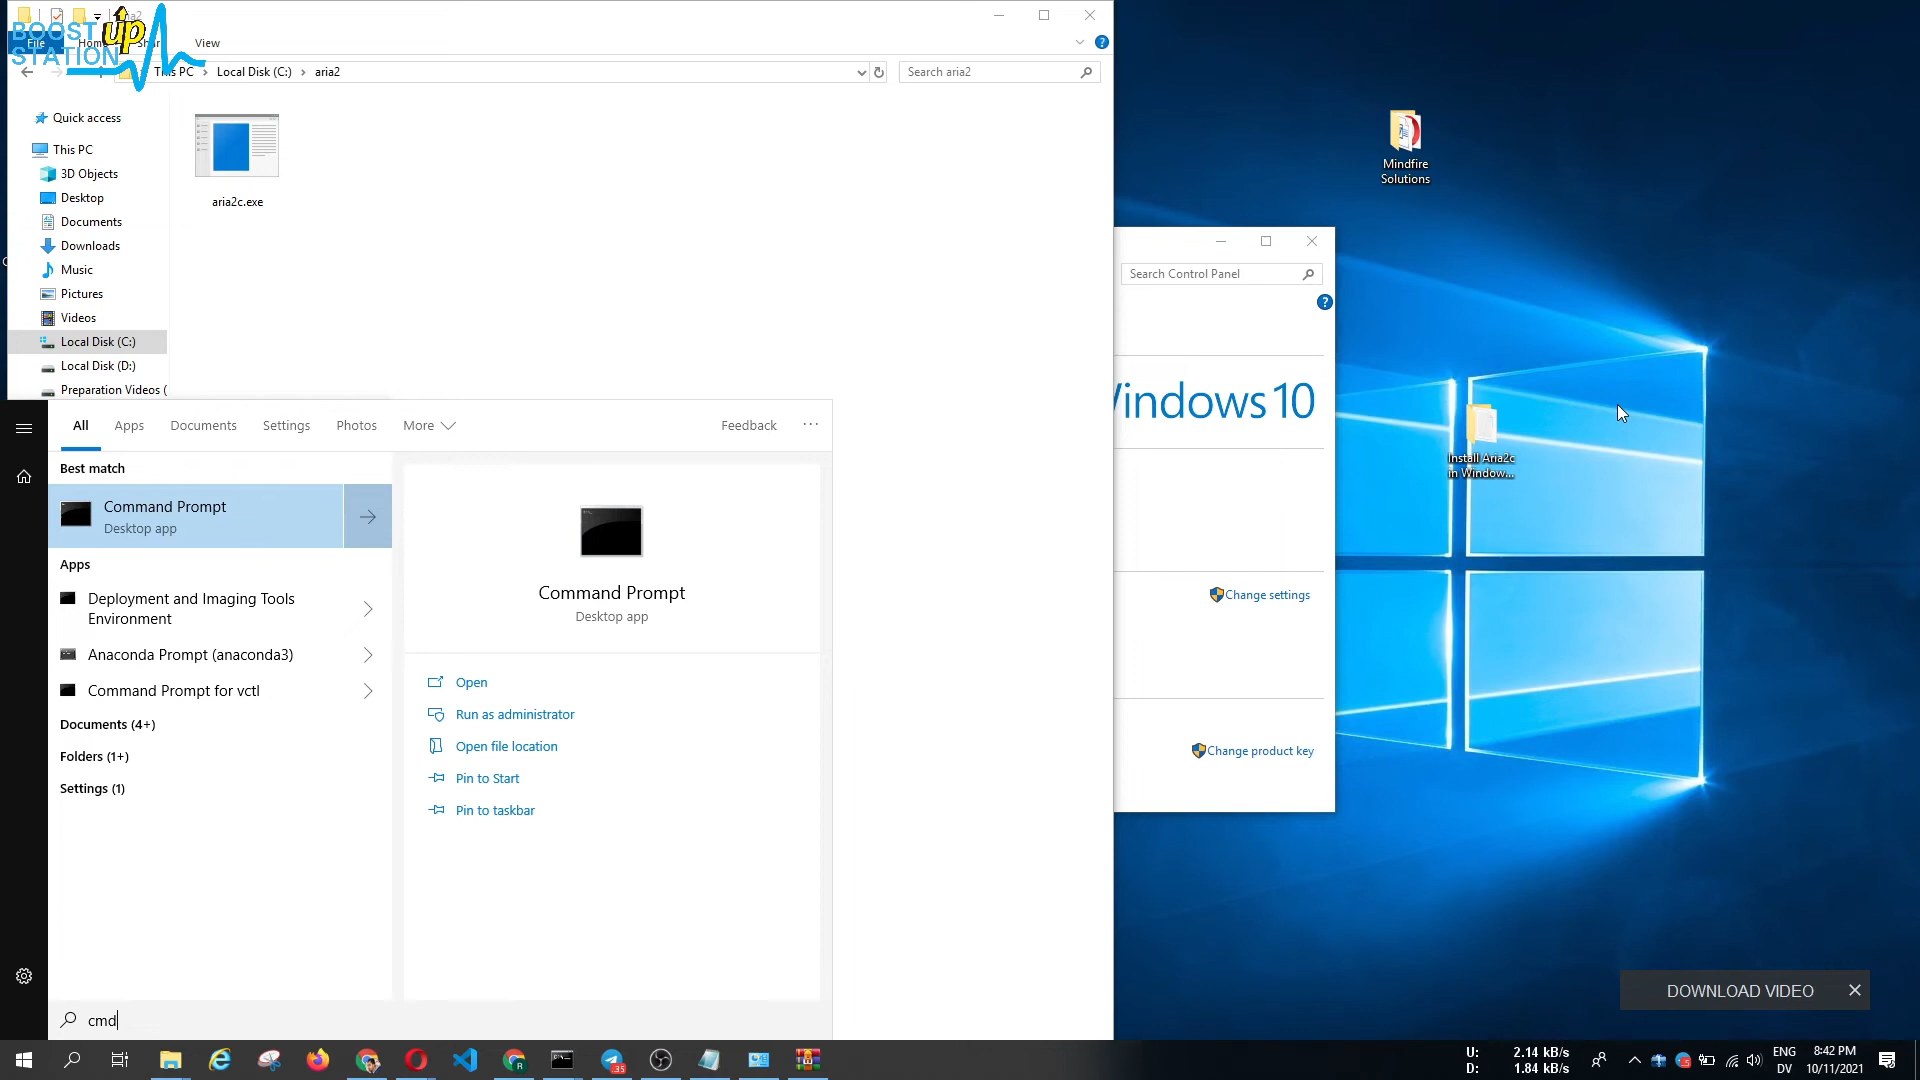 BOOST up
STATION
File
Home
View
This PC
Local Disk (C:)
aria2
Search aria2
Quick access
This PC
3D Objects
Desktop
Documents
Downloads
Music
Pictures
Videos
Local Disk (C:)
Local Disk (D:)
Preparation Videos (
aria2c.exe
Mindfire
Solutions
Search Control Panel
Windows 10
Install Aria2c
in Window...
Change settings
Change product key
All
Apps
Documents
Settings
Photos
More
Feedback
...
Best match
Command Prompt
Desktop app
Apps
Deployment and Imaging Tools
Environment
Anaconda Prompt (anaconda3)
Command Prompt for vctl
Documents (4+)
Folders (1+)
Settings (1)
Command Prompt
Desktop app
Open
Run as administrator
Open file location
Pin to Start
Pin to taskbar
cmd
DOWNLOAD VIDEO
U: 2.14 kB/s
D: 1.84 kB/s
ENG
DV
8:42 PM
10/11/2021